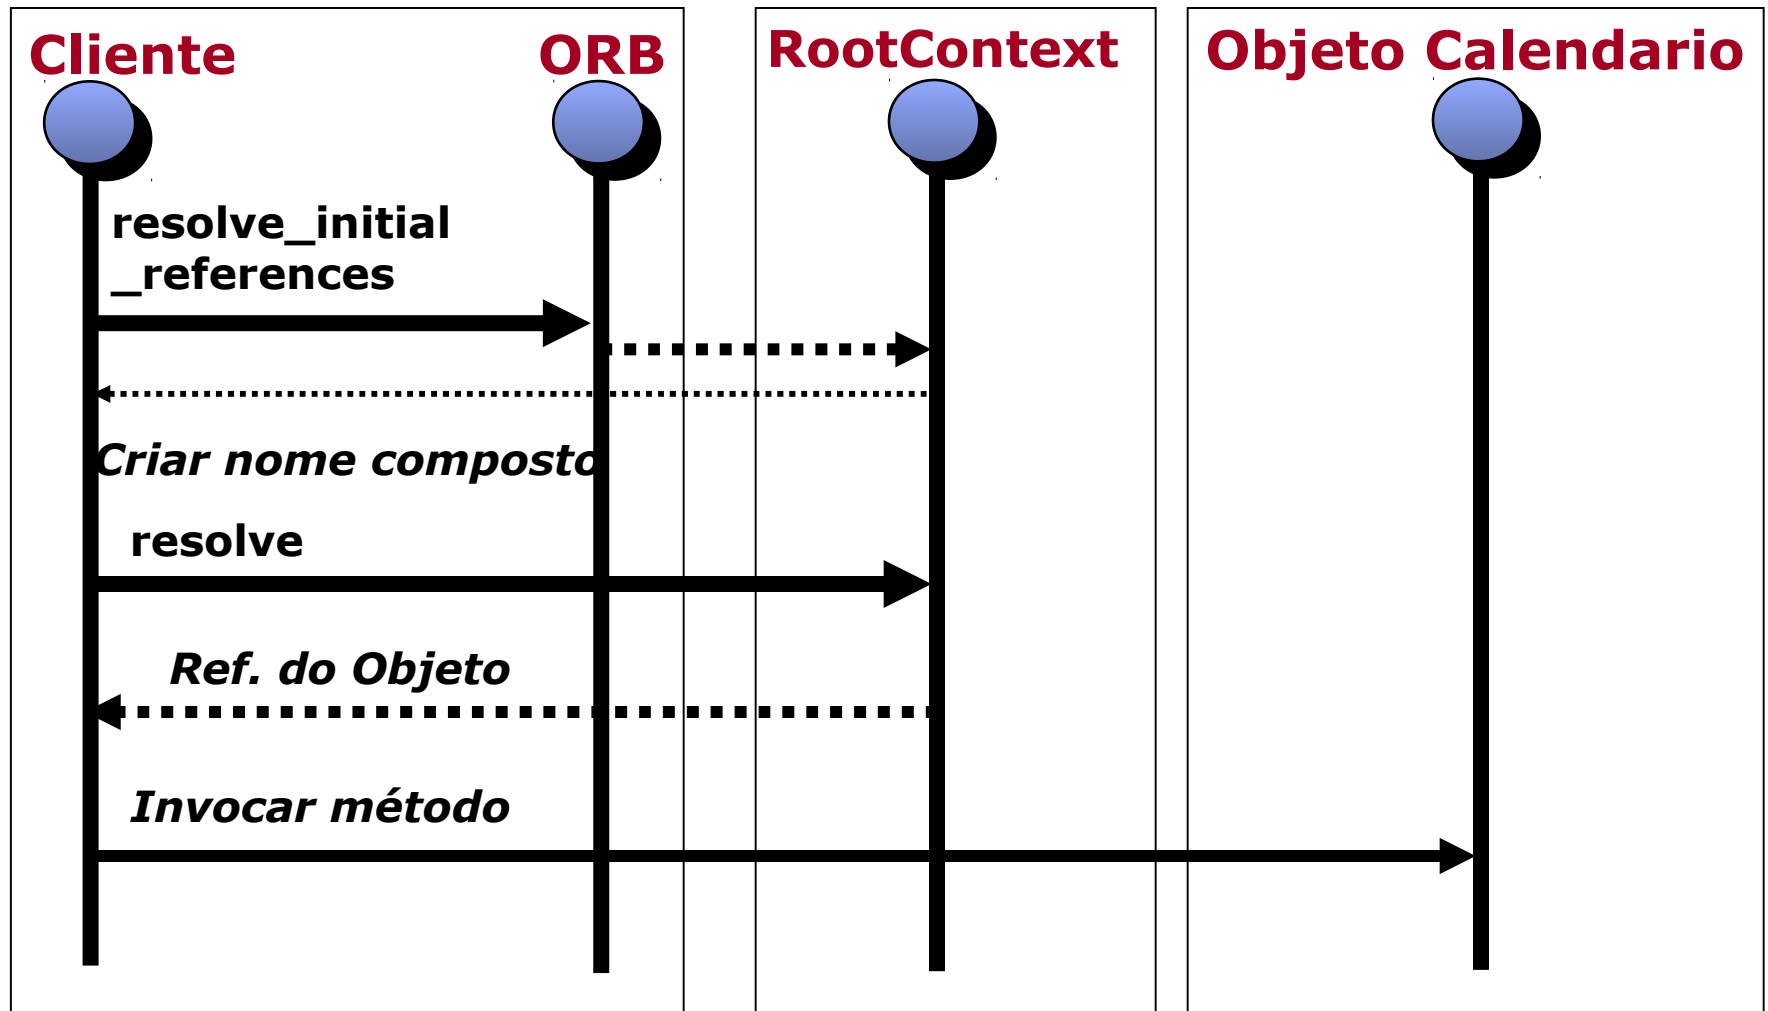 Cliente
ORB
RootContext
Objeto Calendario
resolve_initial
_references
Criar nome composto
resolve
Ref. do Objeto
Invocar método